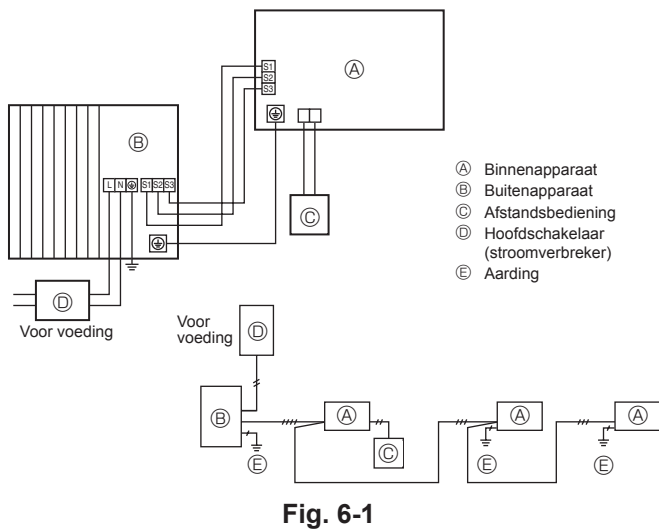 S1
S2
S3
Ⓐ
Ⓑ
L N S1 S2 S3
Ⓒ
Ⓓ
Voor voeding
Ⓐ Binnenapparaat
Ⓑ Buitenapparaat
Ⓒ Afstandsbediening
Ⓓ Hoofdschakelaar
(stroomverbreker)
Ⓔ Aarding
Voor
voeding
Ⓓ
Ⓑ Ⓐ Ⓐ Ⓐ
Ⓔ Ⓒ Ⓔ Ⓔ
Fig. 6-1